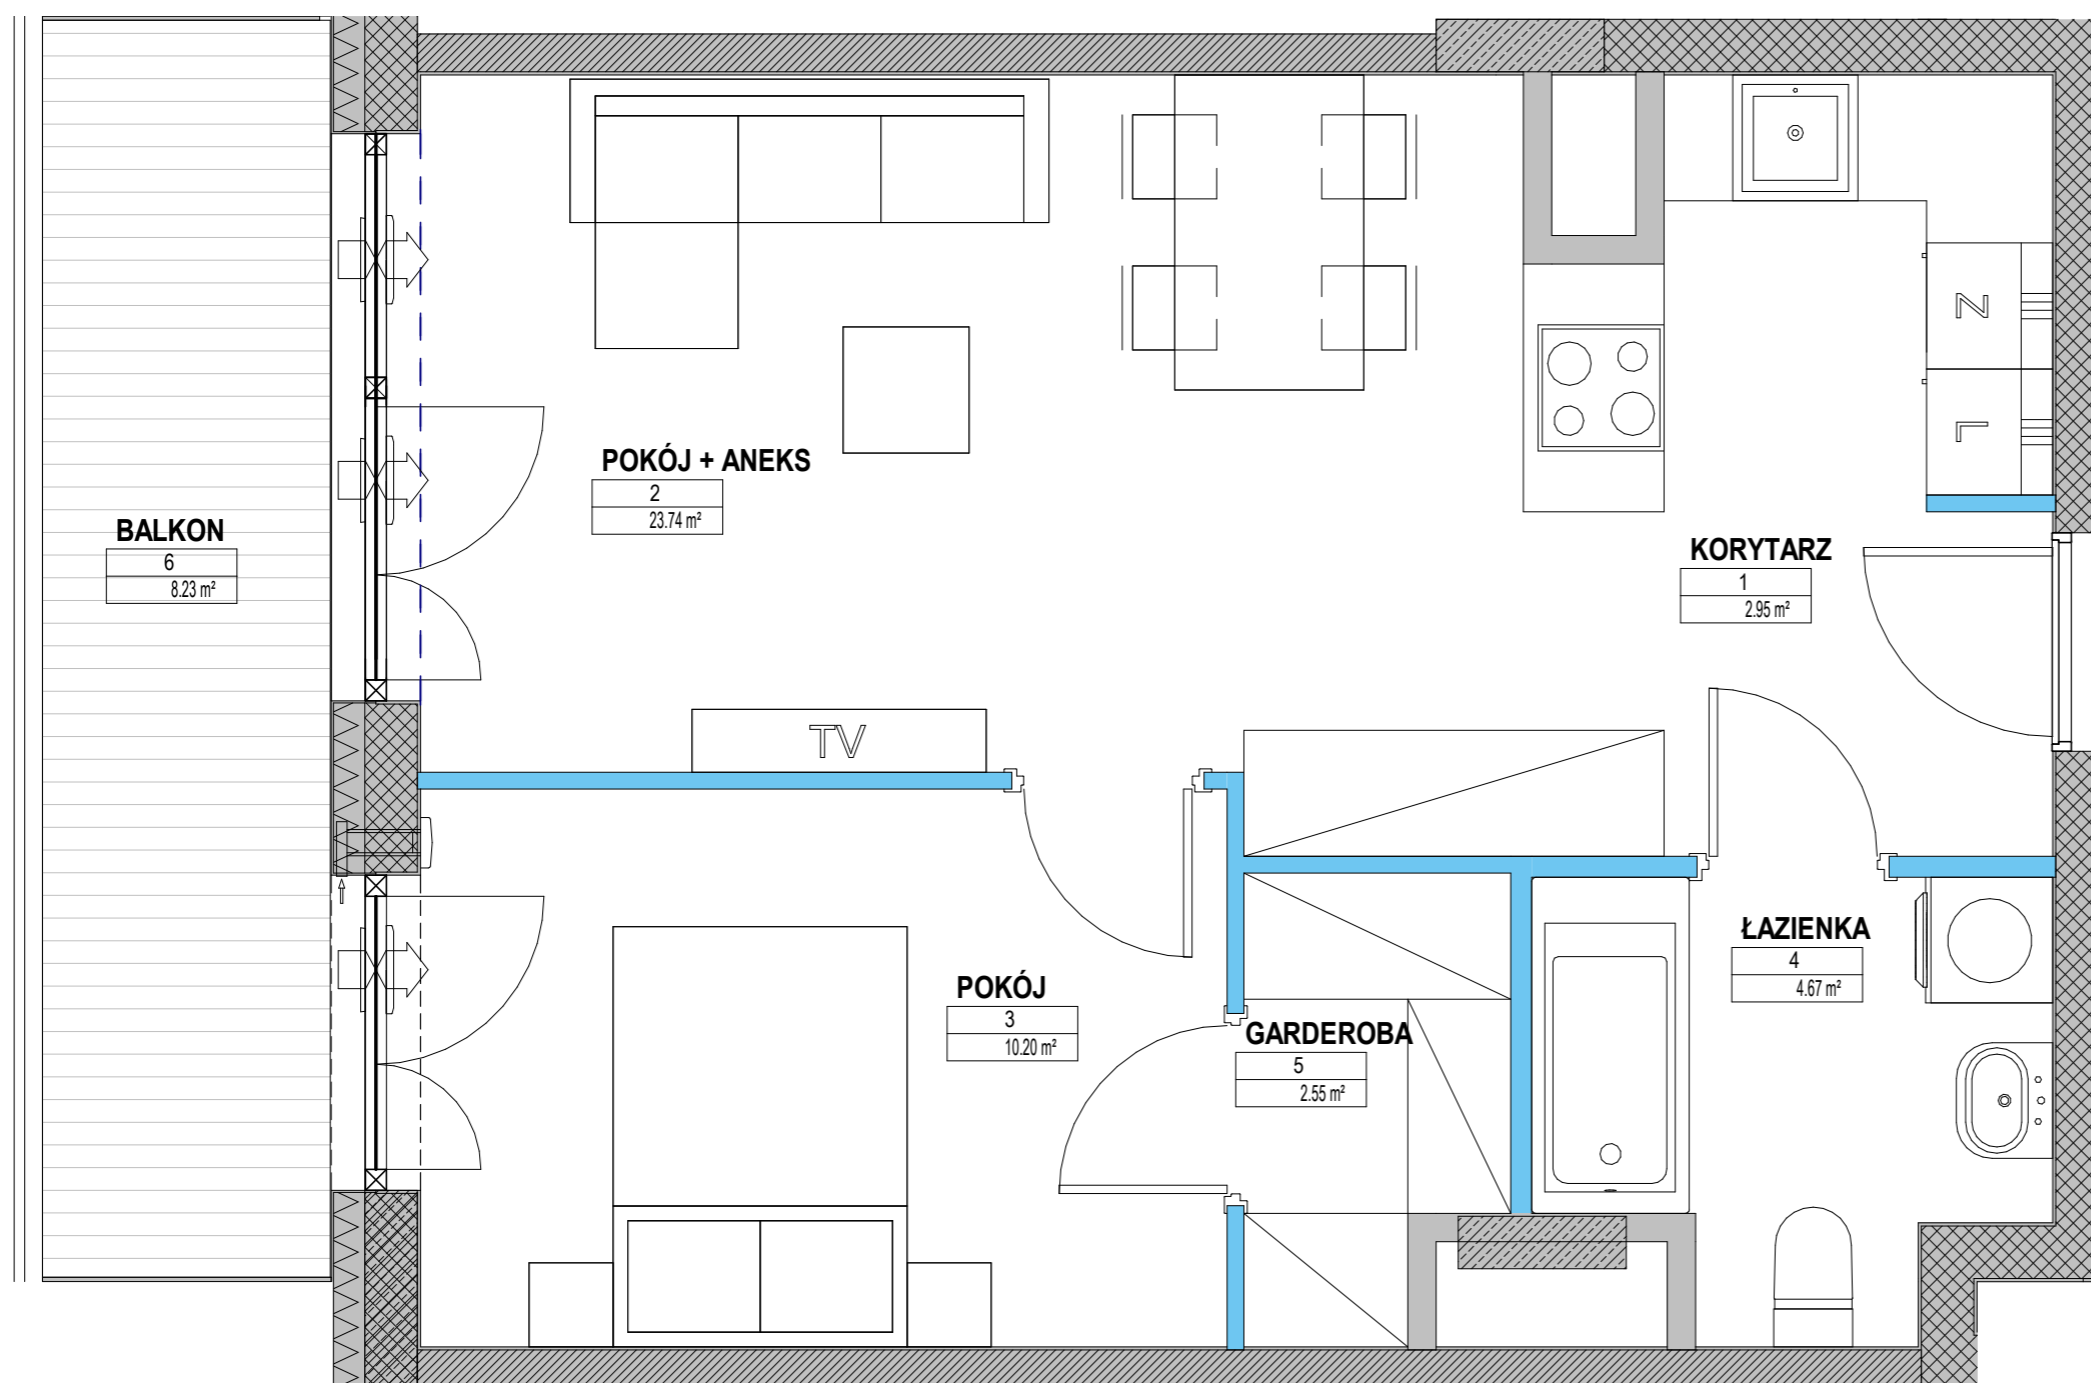 POKÓJ + ANEKS
2
23.74 m²
BALKON
6
8.23 m²
KORYTARZ
1
2.95 m²
Z
L
TV
POKÓJ
3
10.20 m²
GARDEROBA
5
2.55 m²
ŁAZIENKA
4
4.67 m²